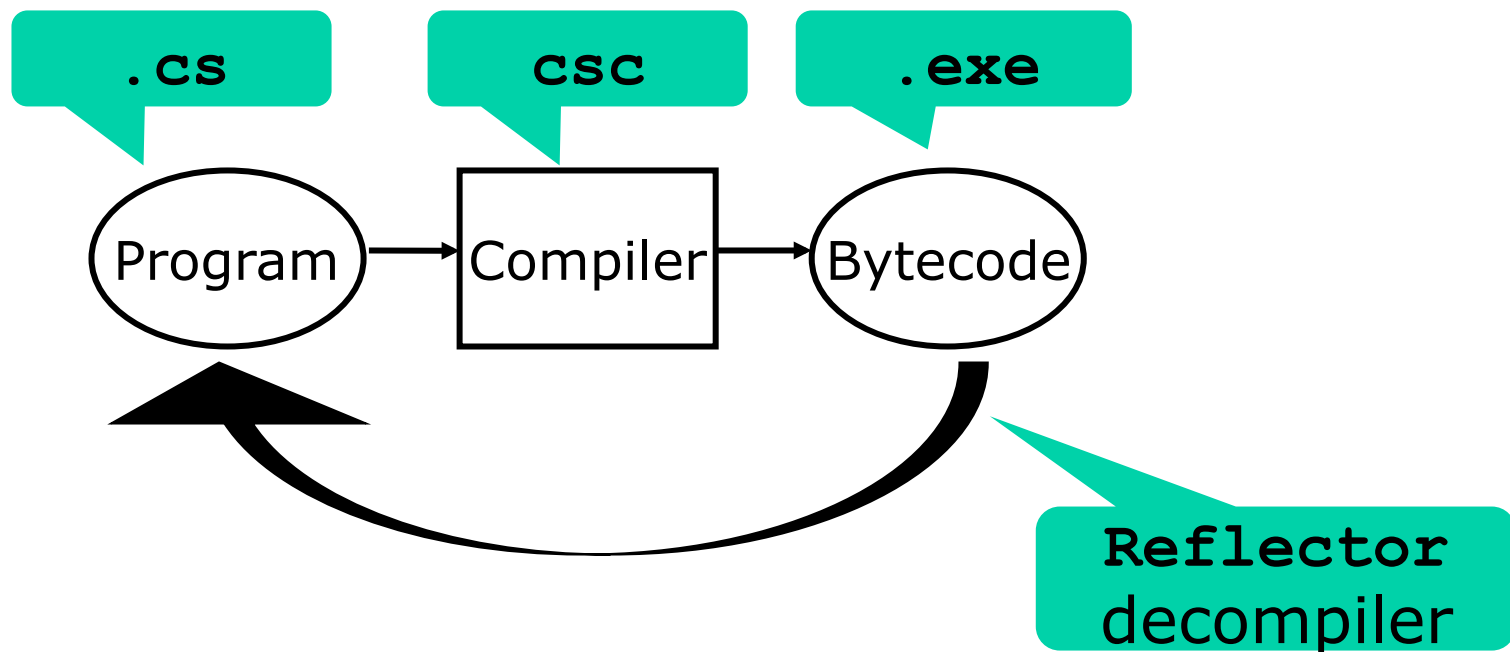 .cs
csc
.exe
Program
Compiler
Bytecode
Reflector
decompiler